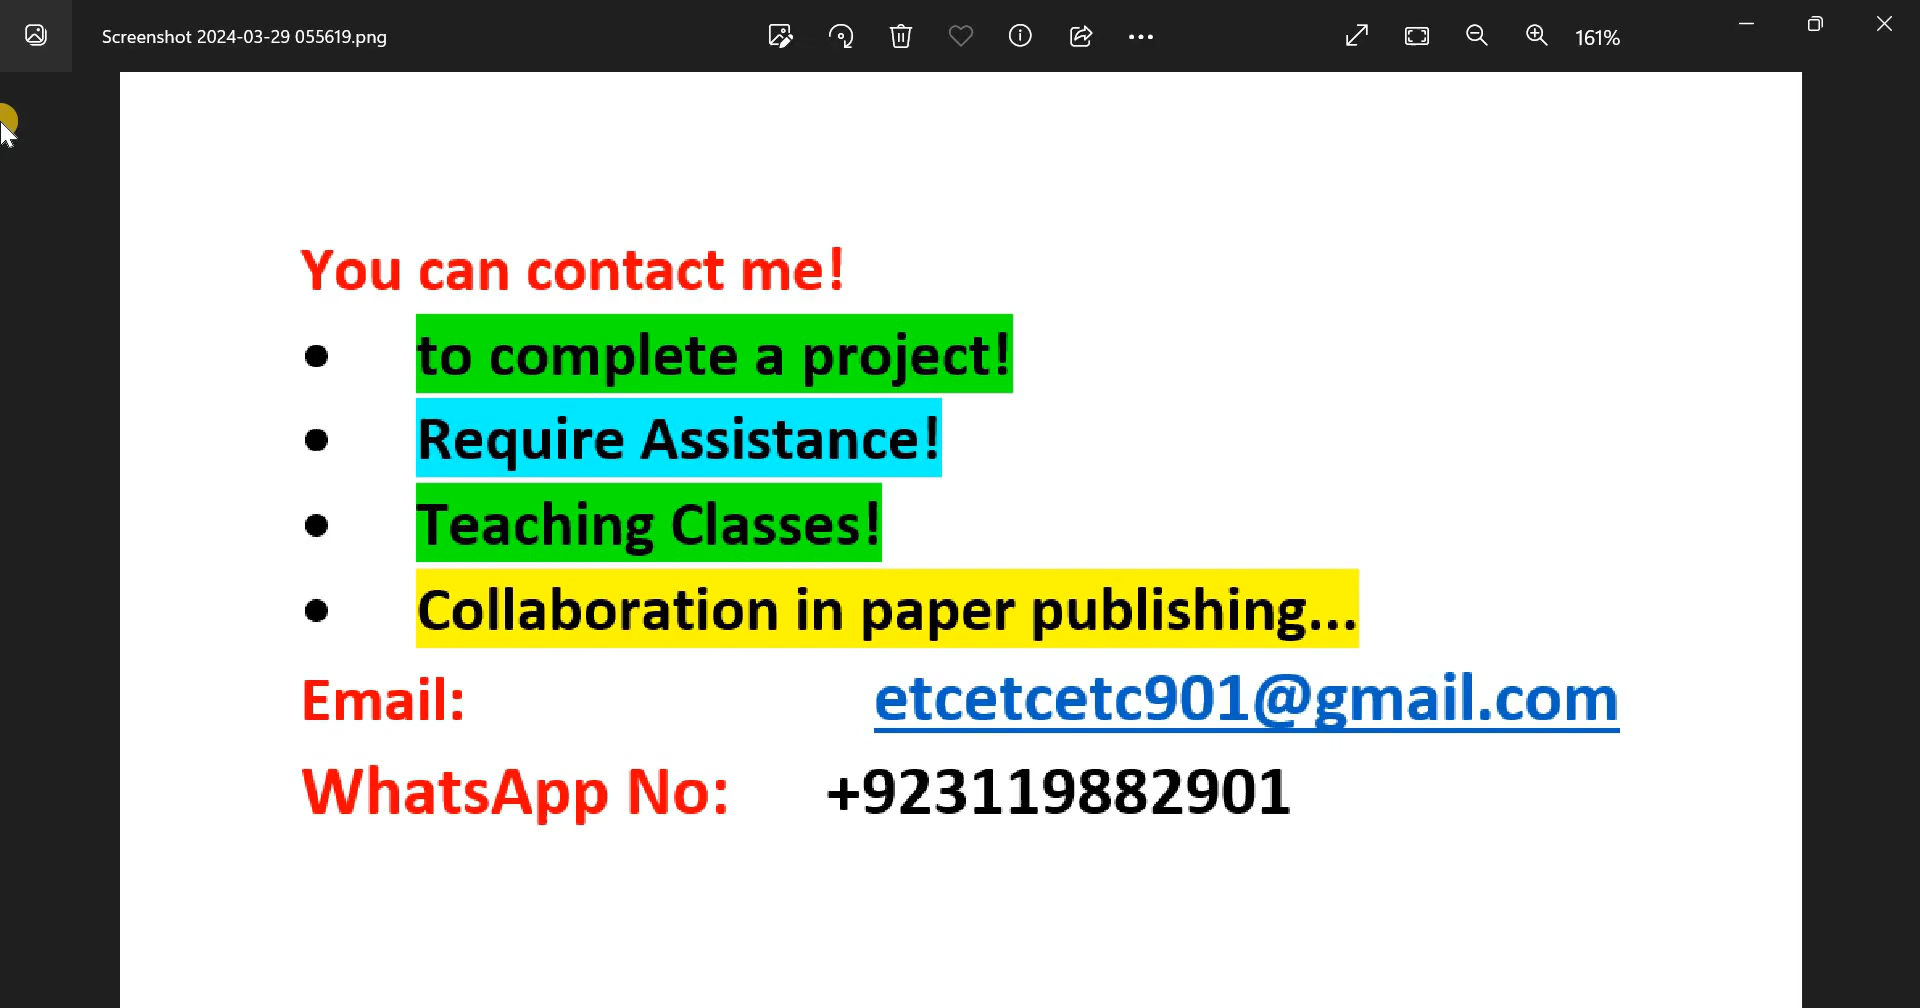 Screenshot 2024-03-29 055619.png
161%
You can contact me!
• to complete a project!
• Require Assistance!
• Teaching Classes!
• Collaboration in paper publishing...
Email: etcetcetc901@gmail.com
WhatsApp No: +923119882901